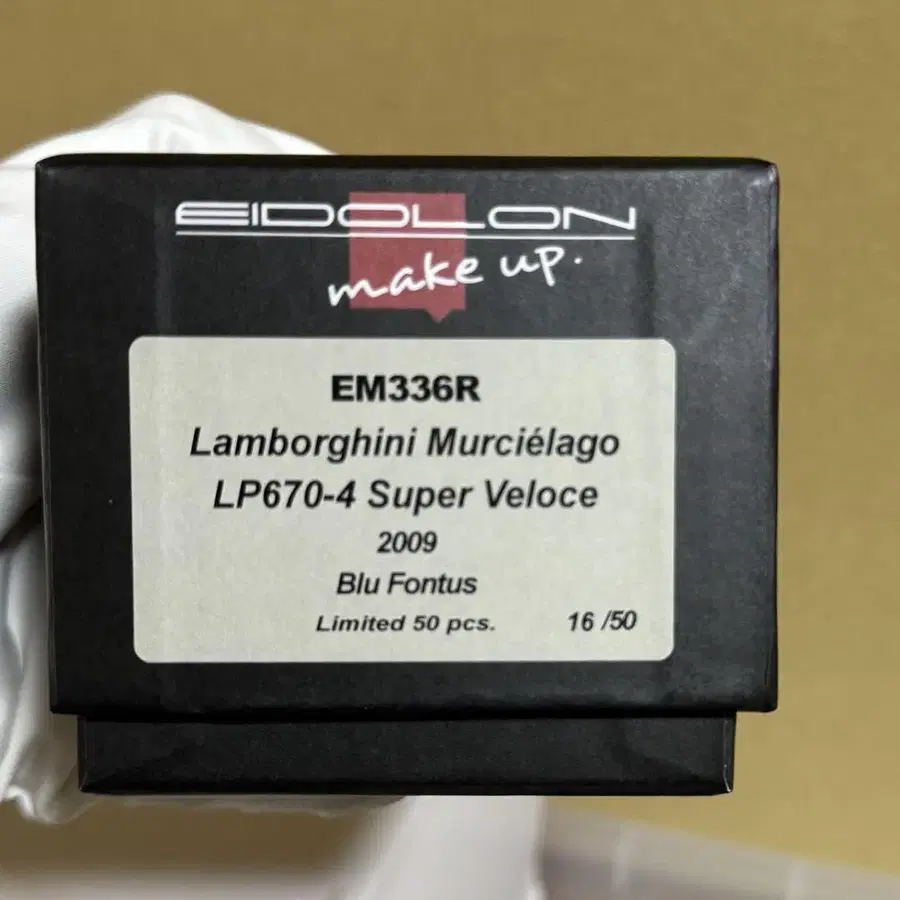 EIDOLON
make up.
EM336R
Lamborghini Murciélago
LP670-4 Super Veloce
2009
Blu Fontus
Limited 50 pcs. 16 /50